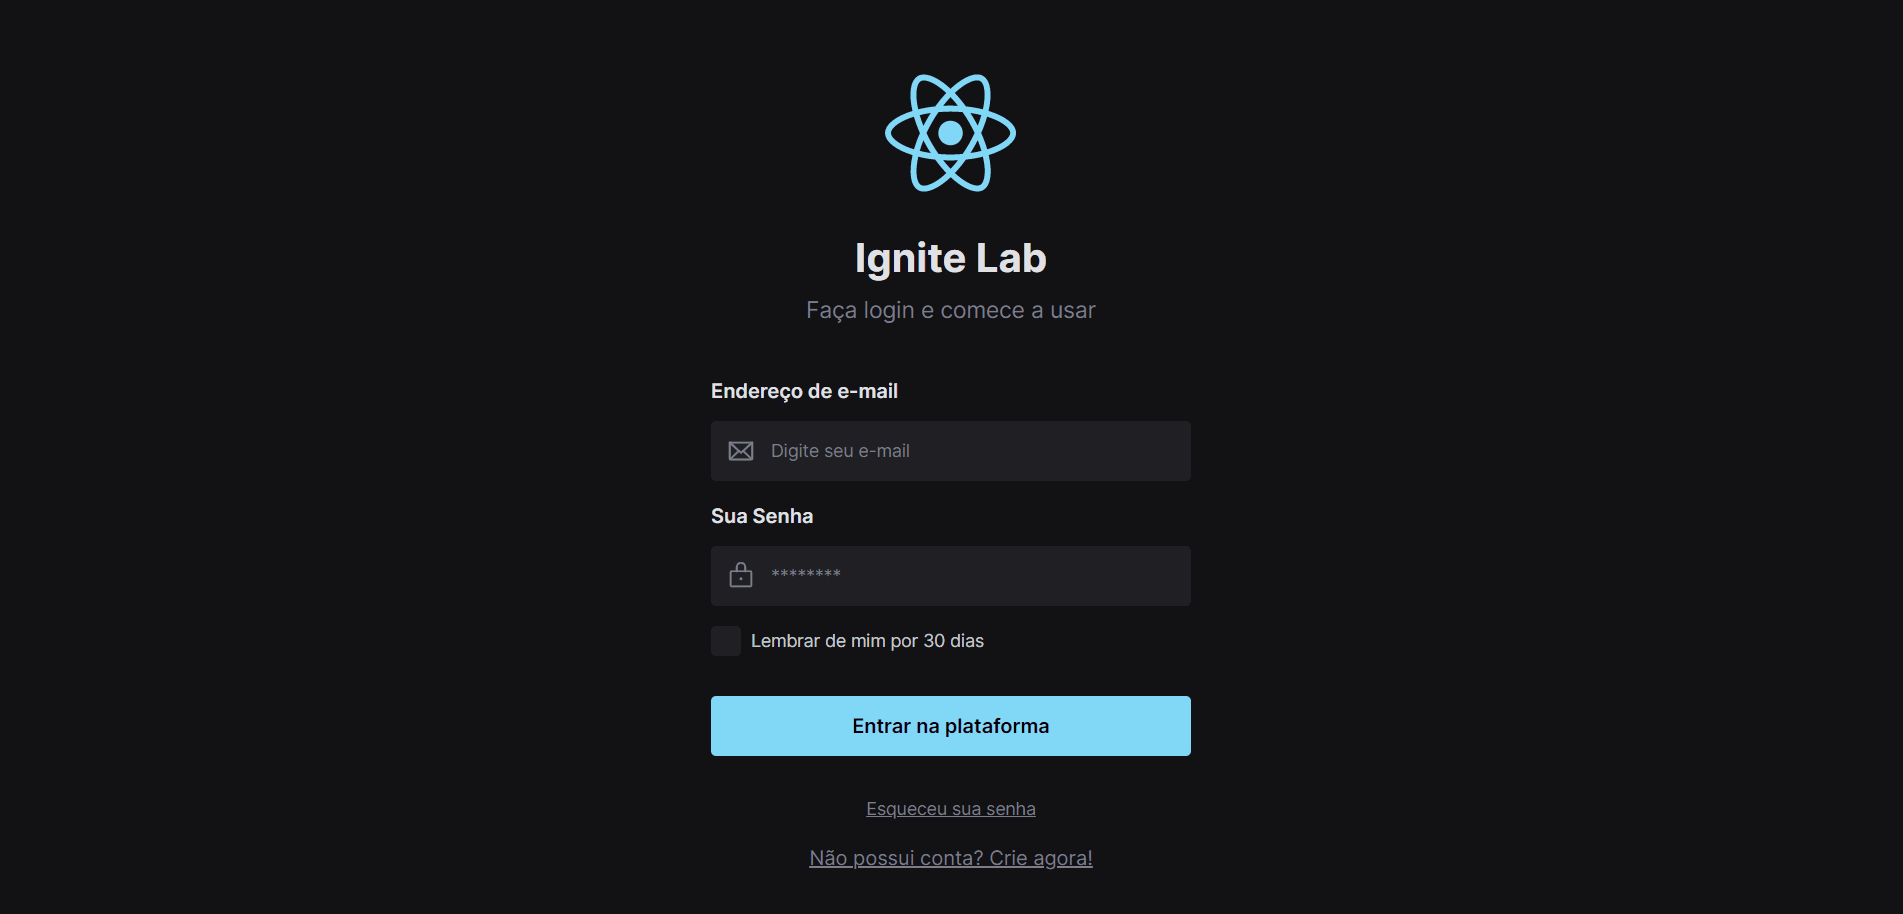 Ignite Lab
Faça login e comece a usar
Endereço de e-mail
Digite seu e-mail
Sua Senha
********
Lembrar de mim por 30 dias
Entrar na plataforma
Esqueceu sua senha
Não possui conta? Crie agora!